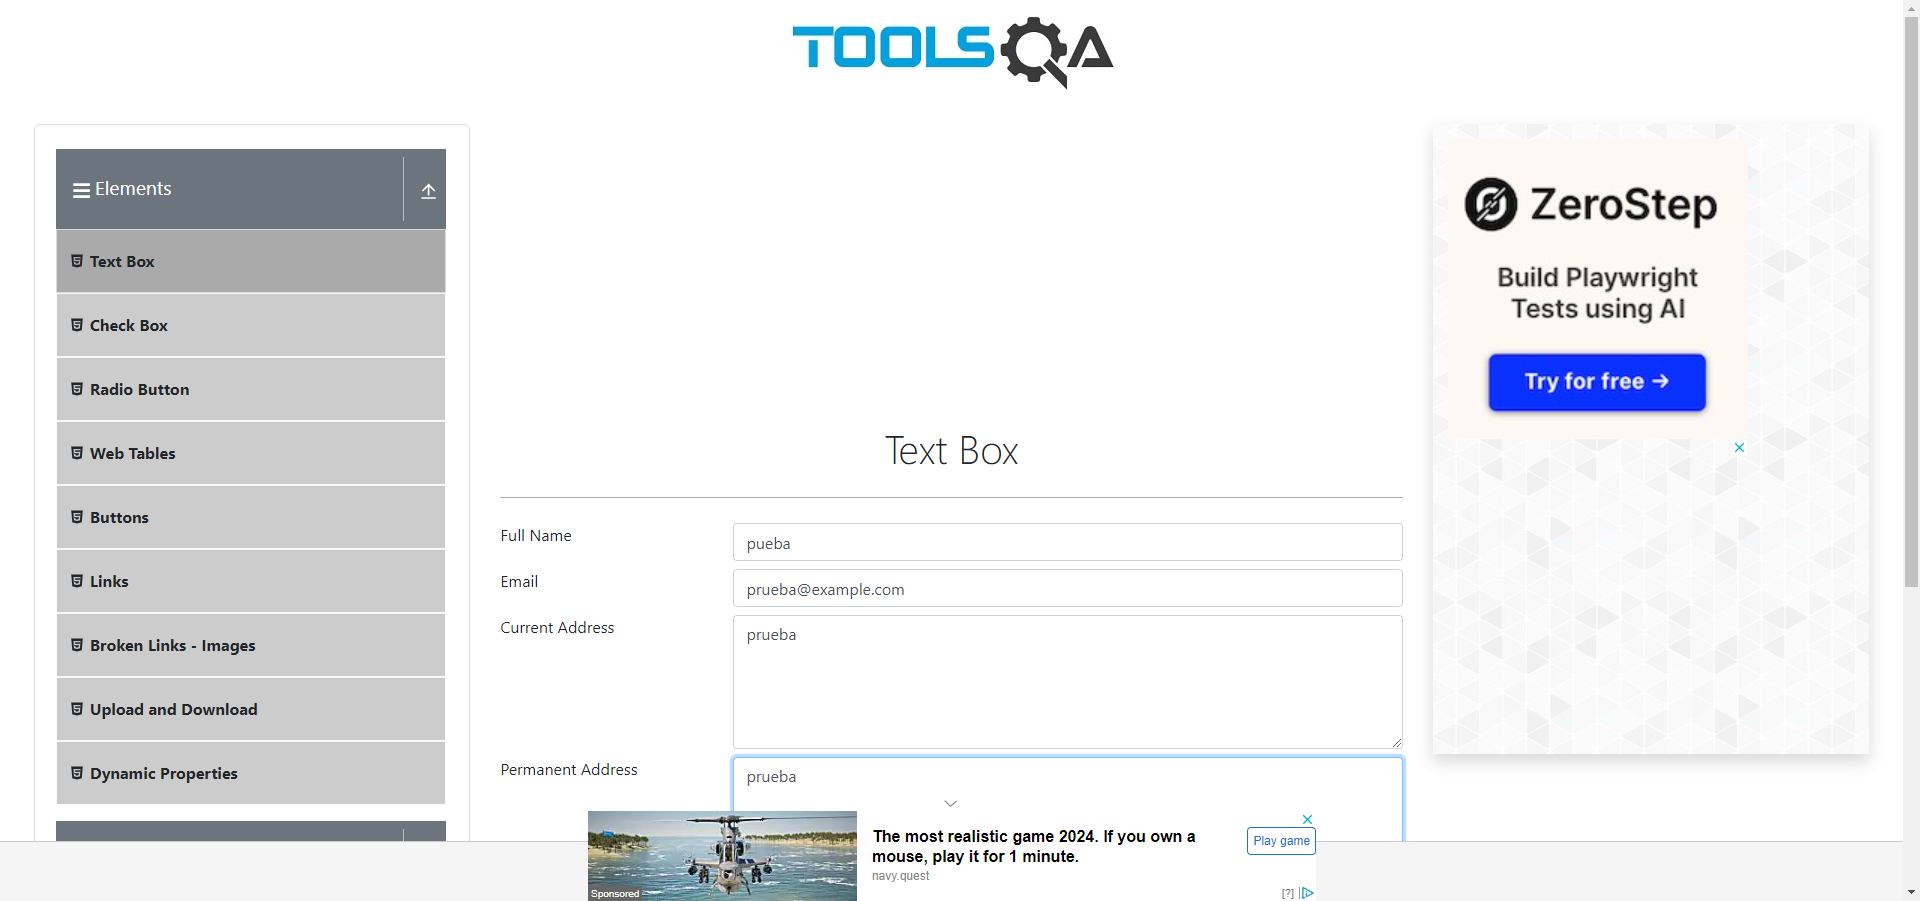 TOOLSQA
Elements
Text Box
Check Box
Radio Button
Web Tables
Buttons
Links
Broken Links - Images
Upload and Download
Dynamic Properties
Text Box
Full Name
pueba
Email
prueba@example.com
Current Address
prueba
Permanent Address
prueba
ZeroStep
Build Playwright
Tests using AI
Try for free →
Sponsored
The most realistic game 2024. If you own a
mouse, play it for 1 minute.
navy.quest
Play game
[?]